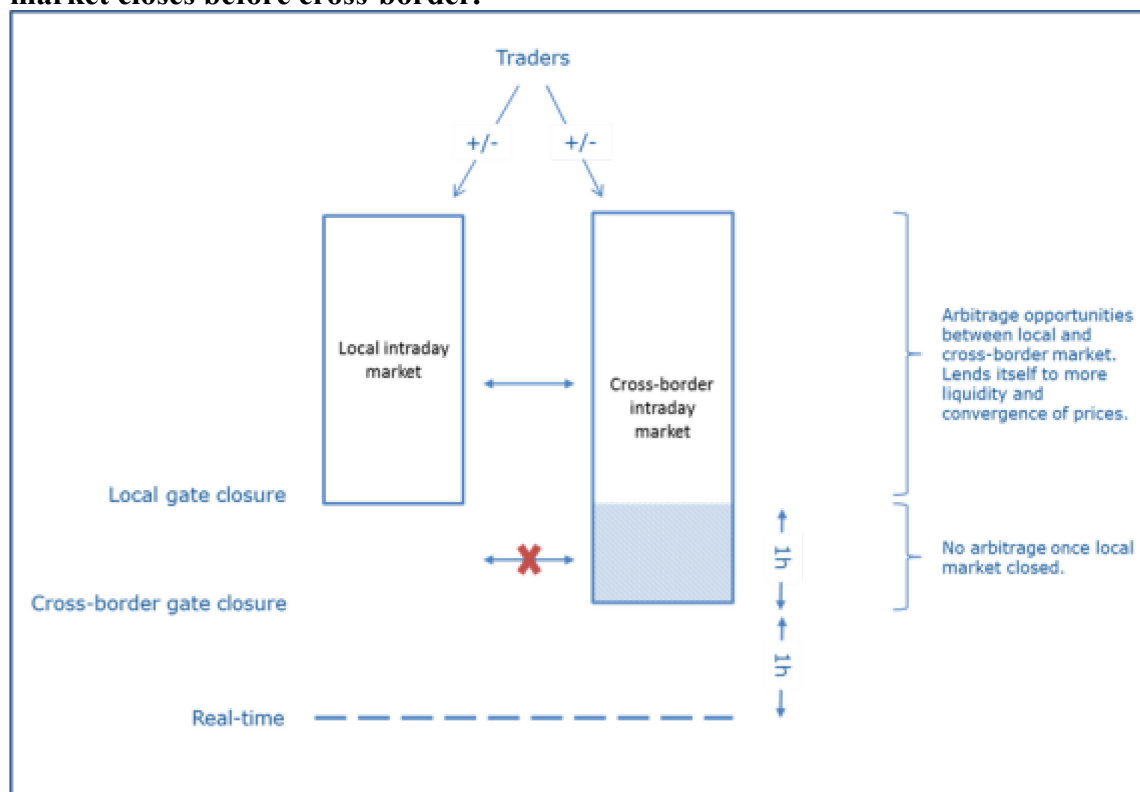 market closes before cross-border.
Traders
+/-
+/-
Local intraday
market
Cross-border
intraday
market
Arbitrage opportunities
between local and
cross-border market.
Lends itself to more
liquidity and
convergence of prices.
Local gate closure
1h
No arbitrage once local
market closed.
Cross-border gate closure
1h
Real-time